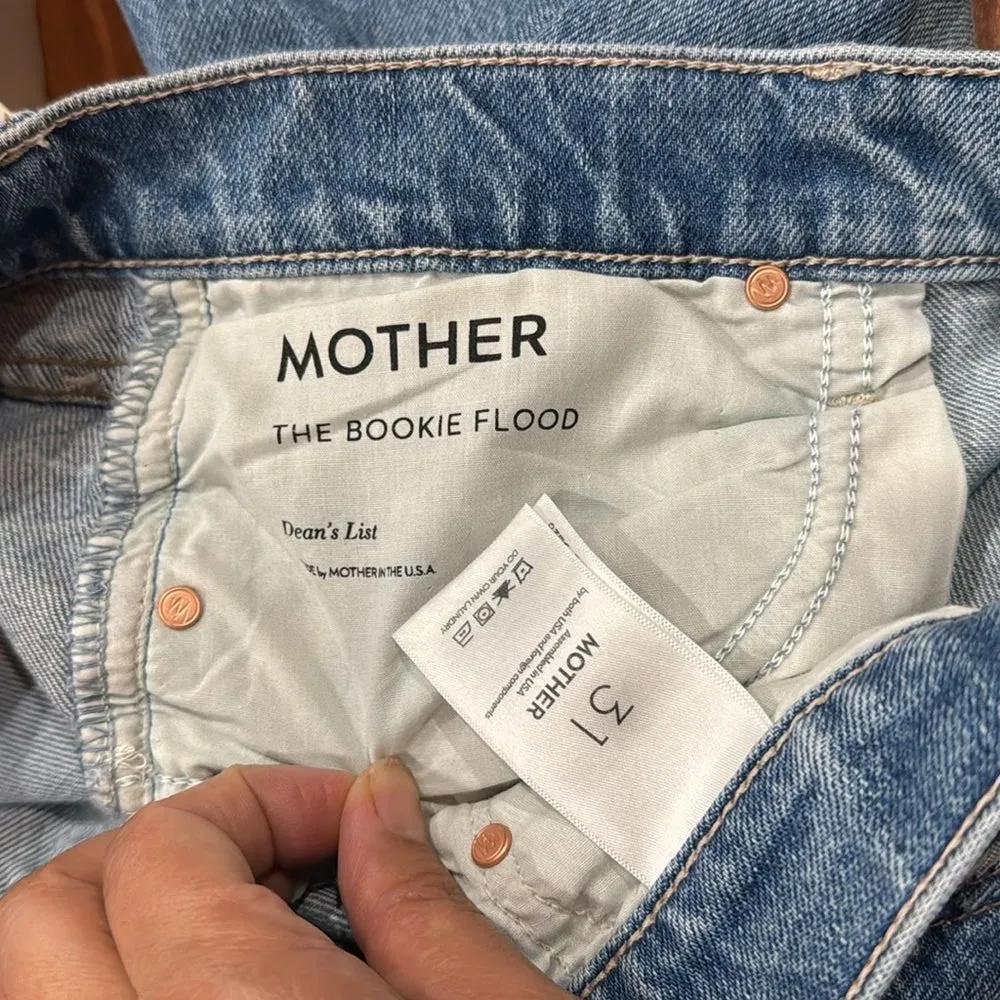 MOTHER
THE BOOKIE FLOOD
Dean's List
by MOTHER IN THE U.S.A.
31
MOTHER
Assembled in USA
by both USA and foreign components
DO YOUR OWN LAUNDRY